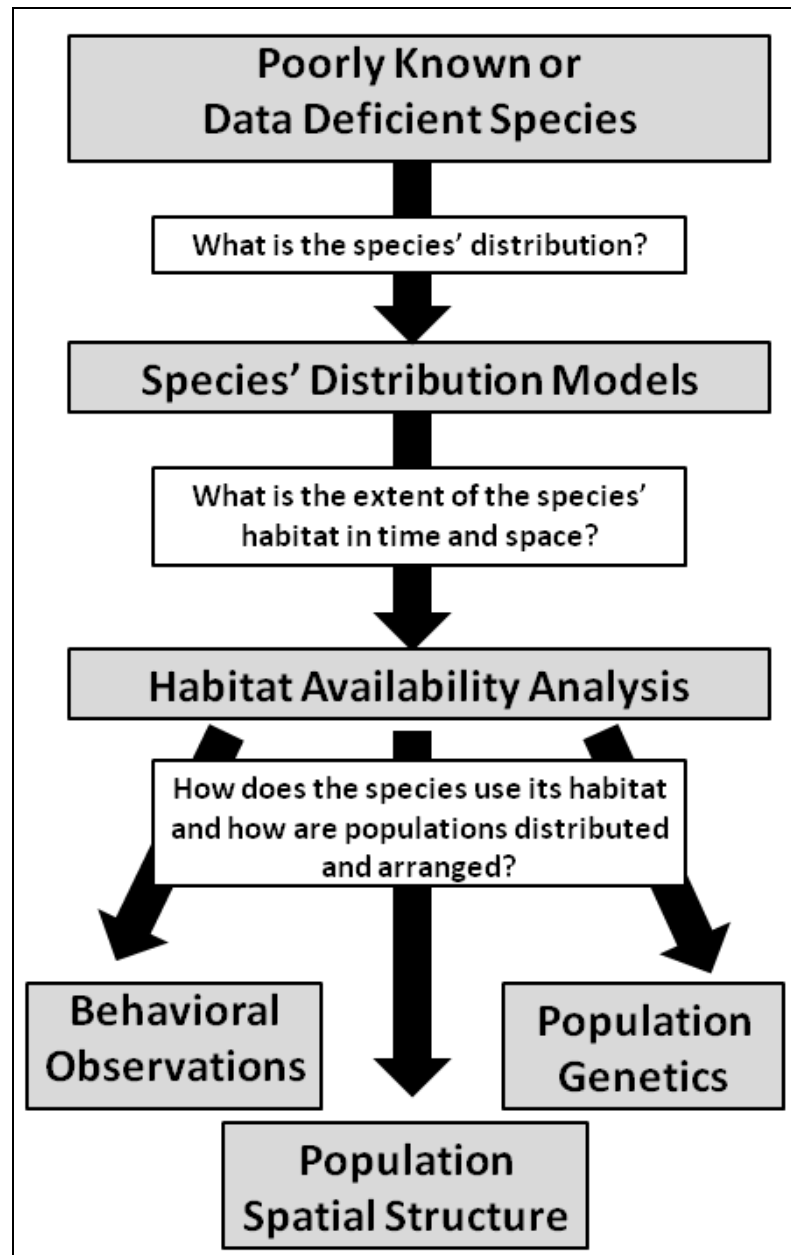 Poorly Known or
Data Deficient Species
What is the species’ distribution?
Species’ Distribution Models
What is the extent of the species’
habitat in time and space?
Habitat Availability Analysis
How does the species use its habitat
and how are populations distributed
and arranged?
Behavioral
Observations
Population
Genetics
Population
Spatial Structure